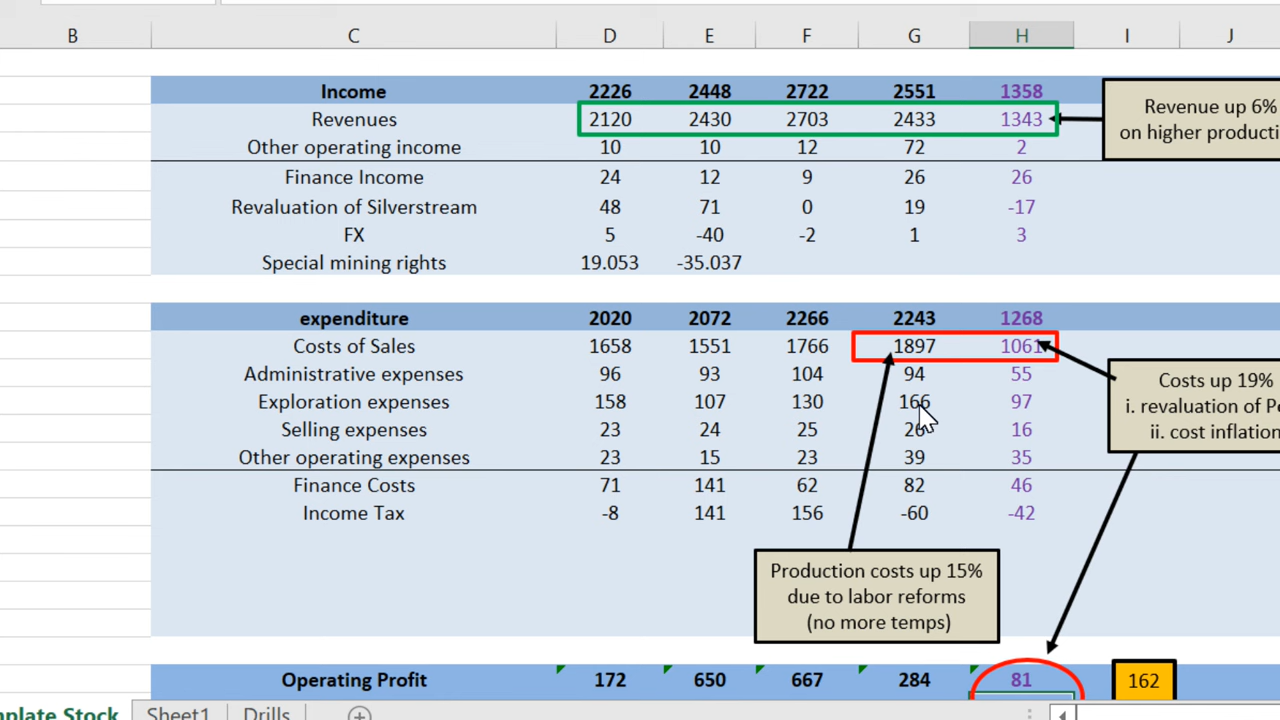 B C D E F G H I J
Income 2226 2448 2722 2551 1358
Revenues 2120 2430 2703 2433 1343
Revenue up 6%
on higher producti
Other operating income 10 10 12 72 2
Finance Income 24 12 9 26 26
Revaluation of Silverstream 48 71 0 19 -17
FX 5 -40 -2 1 3
Special mining rights 19.053 -35.037
expenditure 2020 2072 2266 2243 1268
Costs of Sales 1658 1551 1766 1897 1061
Administrative expenses 96 93 104 94 55
Costs up 19%
i. revaluation of Pe
ii. cost inflation
Exploration expenses 158 107 130 166 97
Selling expenses 23 24 25 26 16
Other operating expenses 23 15 23 39 35
Finance Costs 71 141 62 82 46
Income Tax -8 141 156 -60 -42
Production costs up 15%
due to labor reforms
(no more temps)
Operating Profit 172 650 667 284 81 162
mplate Stock Sheet1 Drills